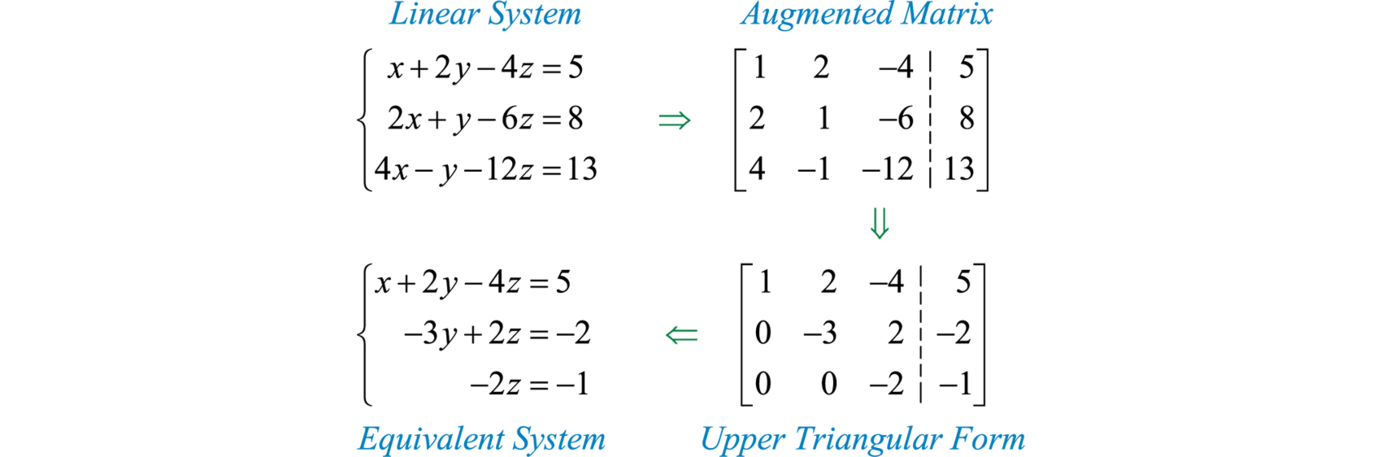 Linear System Augmented Matrix
x+2y−4z=5 1 2 −4 5
2x+y−6z=8 ⇒ 2 1 −6 8
4x−y−12z=13 4 −1 −12 13
⇓
x+2y−4z=5 1 2 −4 5
−3y+2z=−2 ⇐ 0 −3 2 −2
−2z=−1 0 0 −2 −1
Equivalent System Upper Triangular Form